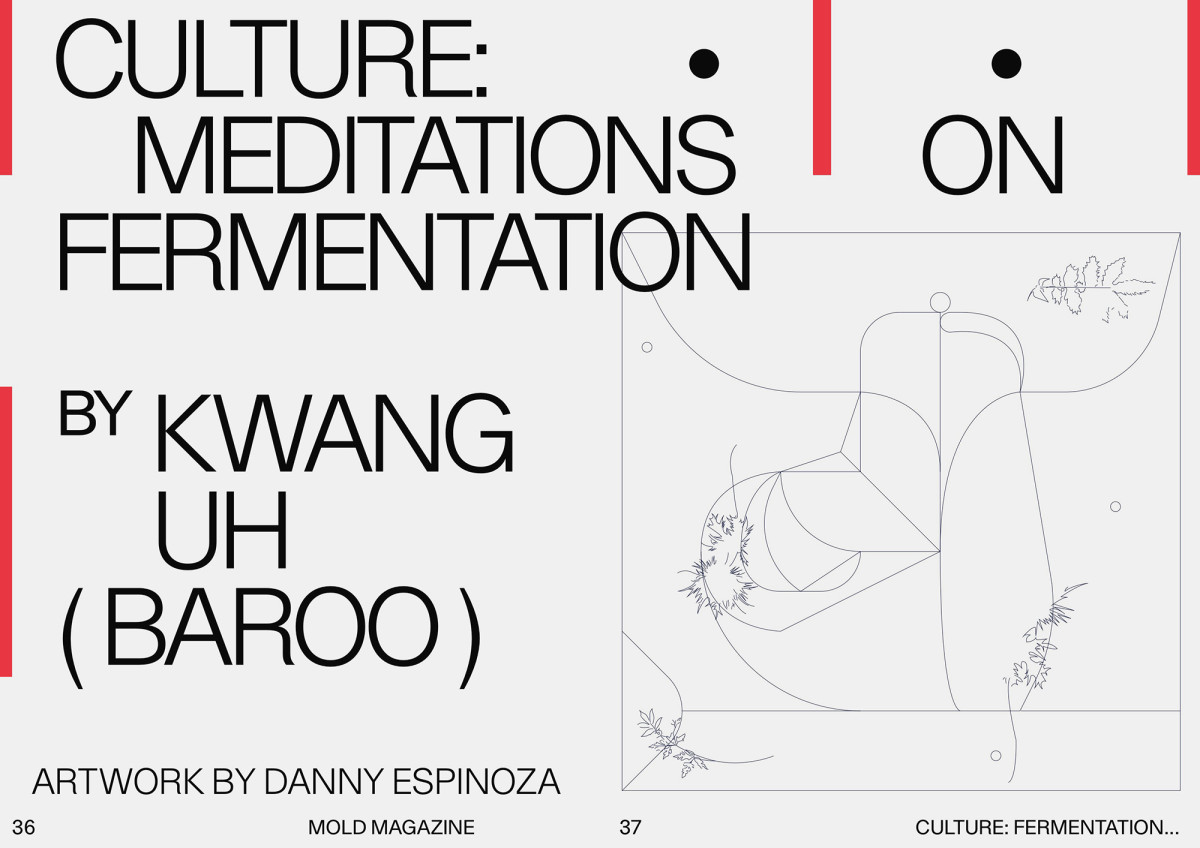 CULTURE:
MEDITATIONS ON
FERMENTATION
BY KWANG
UH
( BAROO )
ARTWORK BY DANNY ESPINOZA
36 MOLD MAGAZINE 37 CULTURE: FERMENTATION...